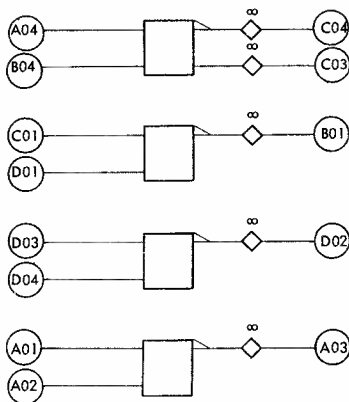 ∞
A04 C04
∞
B04 C03
∞
C01 B01
D01
∞
D03 D02
D04
∞
A01 A03
A02